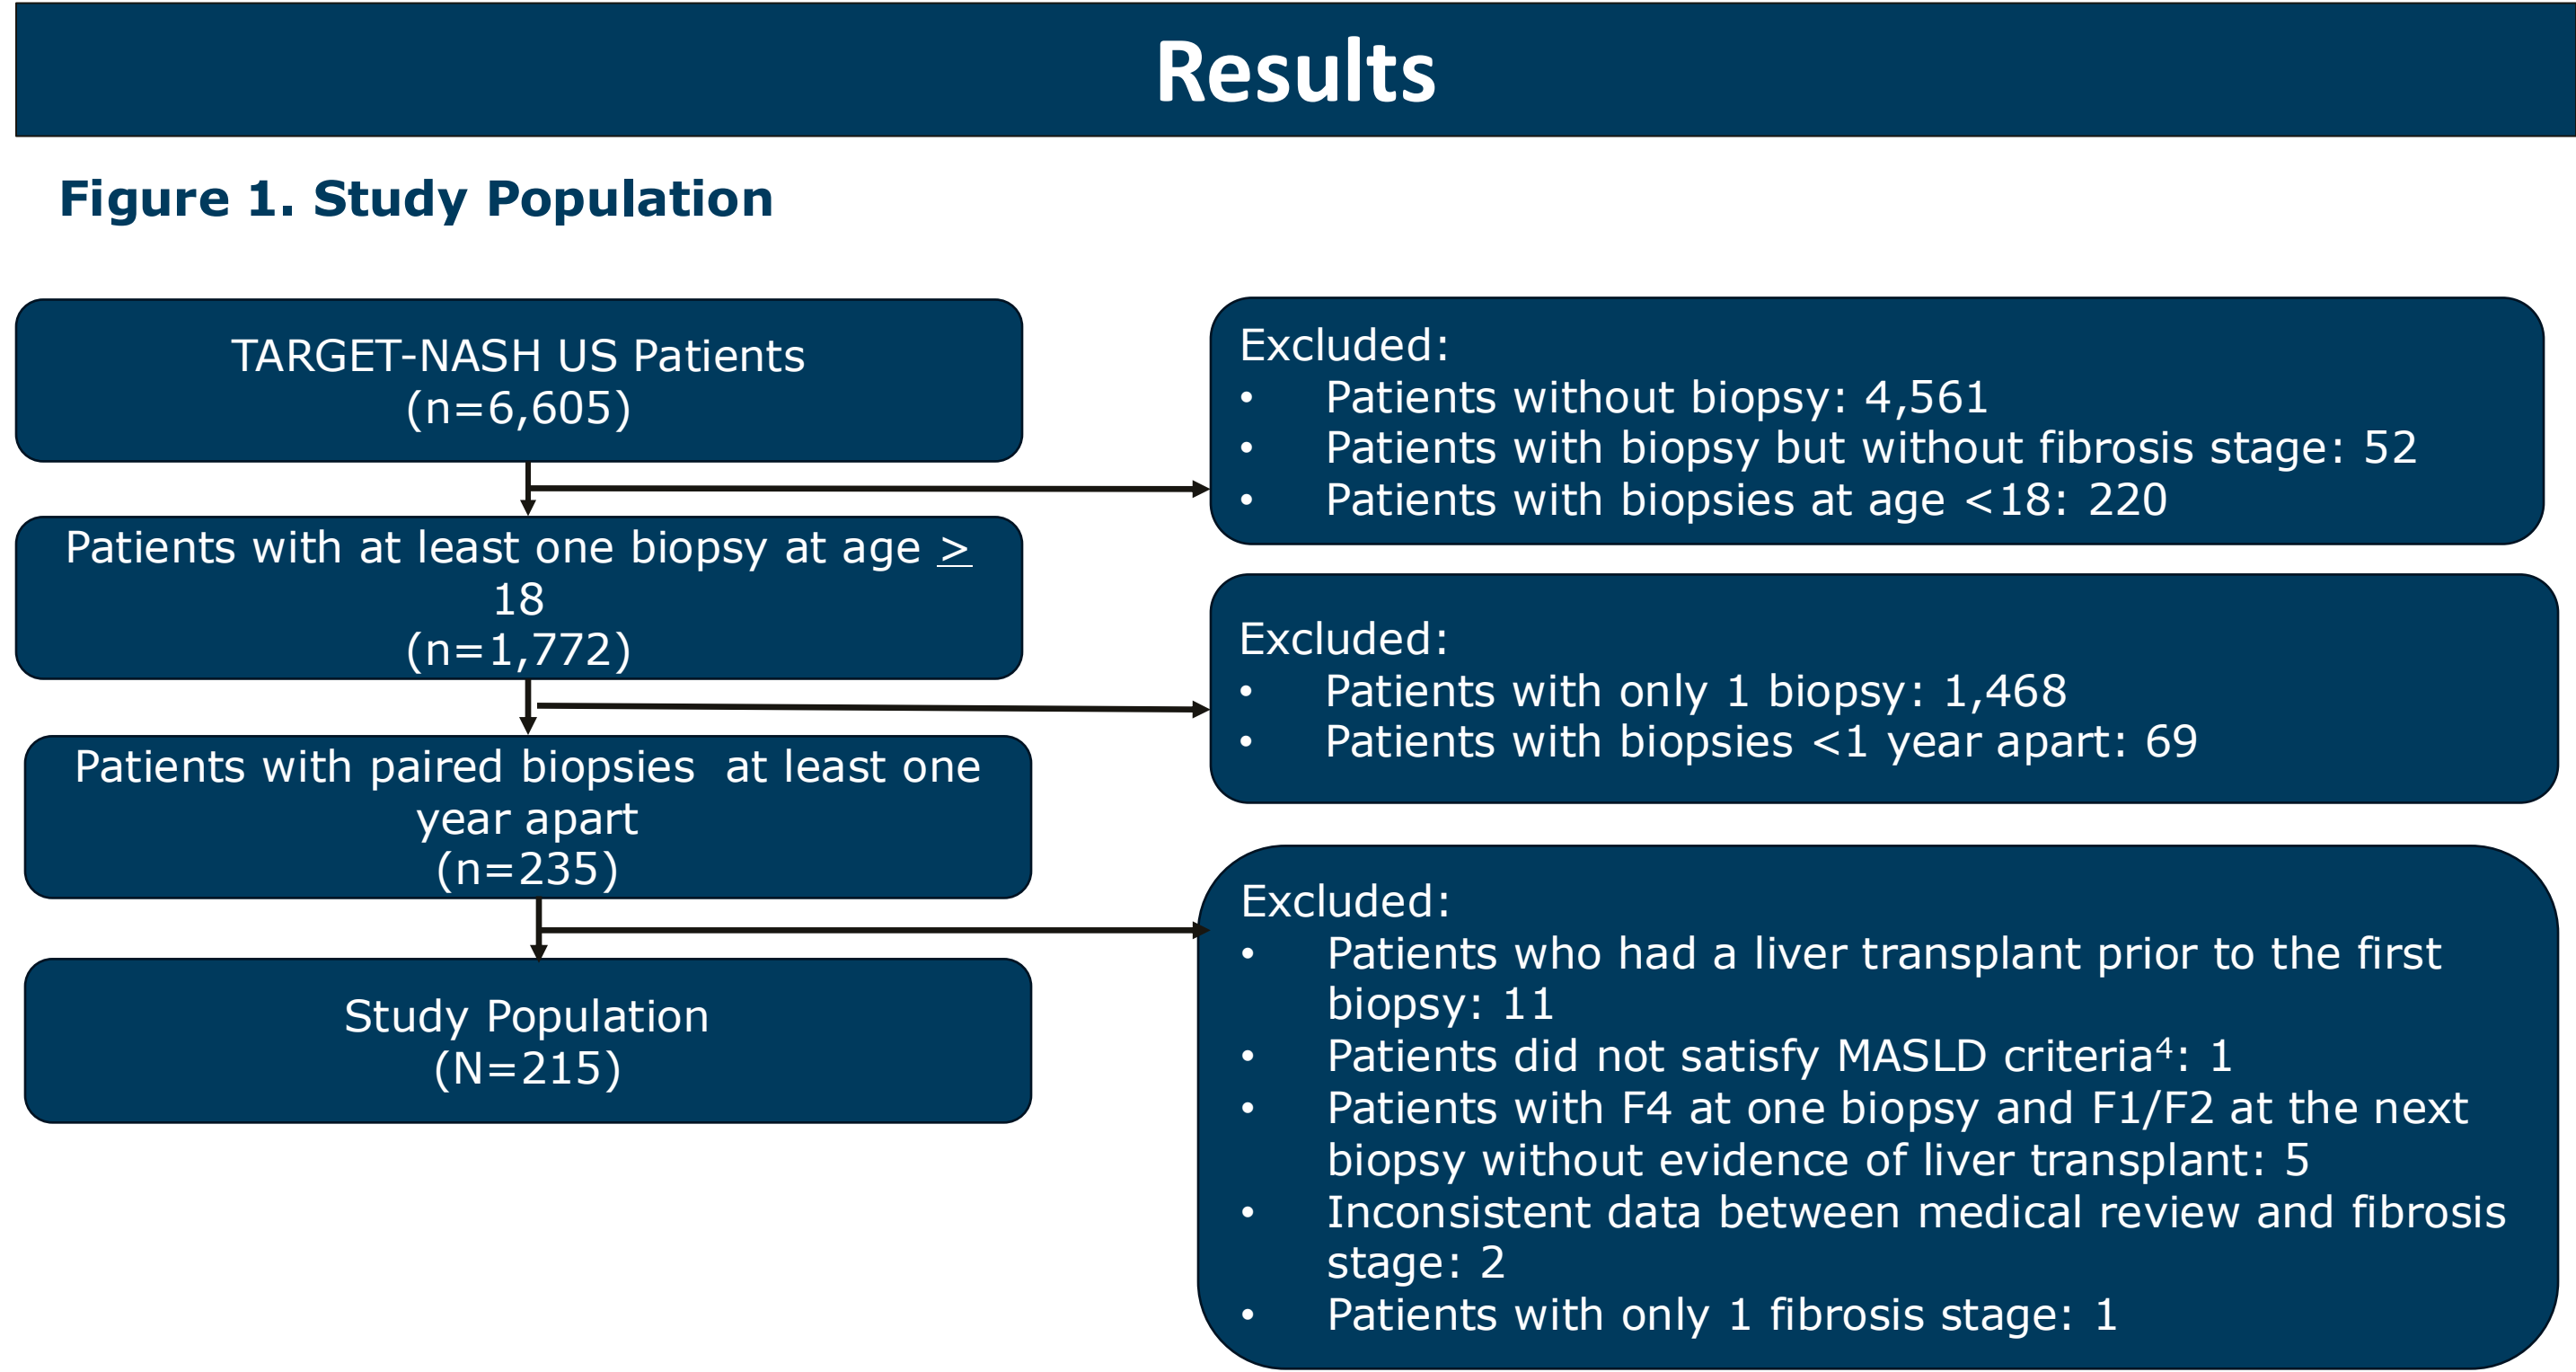 Results
Figure 1. Study Population
TARGET-NASH US Patients
(n=6,605)
Excluded:
• Patients without biopsy: 4,561
• Patients with biopsy but without fibrosis stage: 52
• Patients with biopsies at age <18: 220
Patients with at least one biopsy at age >
18
(n=1,772)
Excluded:
• Patients with only 1 biopsy: 1,468
• Patients with biopsies <1 year apart: 69
Patients with paired biopsies  at least one
year apart
(n=235)
Excluded:
• Patients who had a liver transplant prior to the first
biopsy: 11
• Patients did not satisfy MASLD criteria⁴: 1
• Patients with F4 at one biopsy and F1/F2 at the next
biopsy without evidence of liver transplant: 5
• Inconsistent data between medical review and fibrosis
stage: 2
• Patients with only 1 fibrosis stage: 1
Study Population
(N=215)